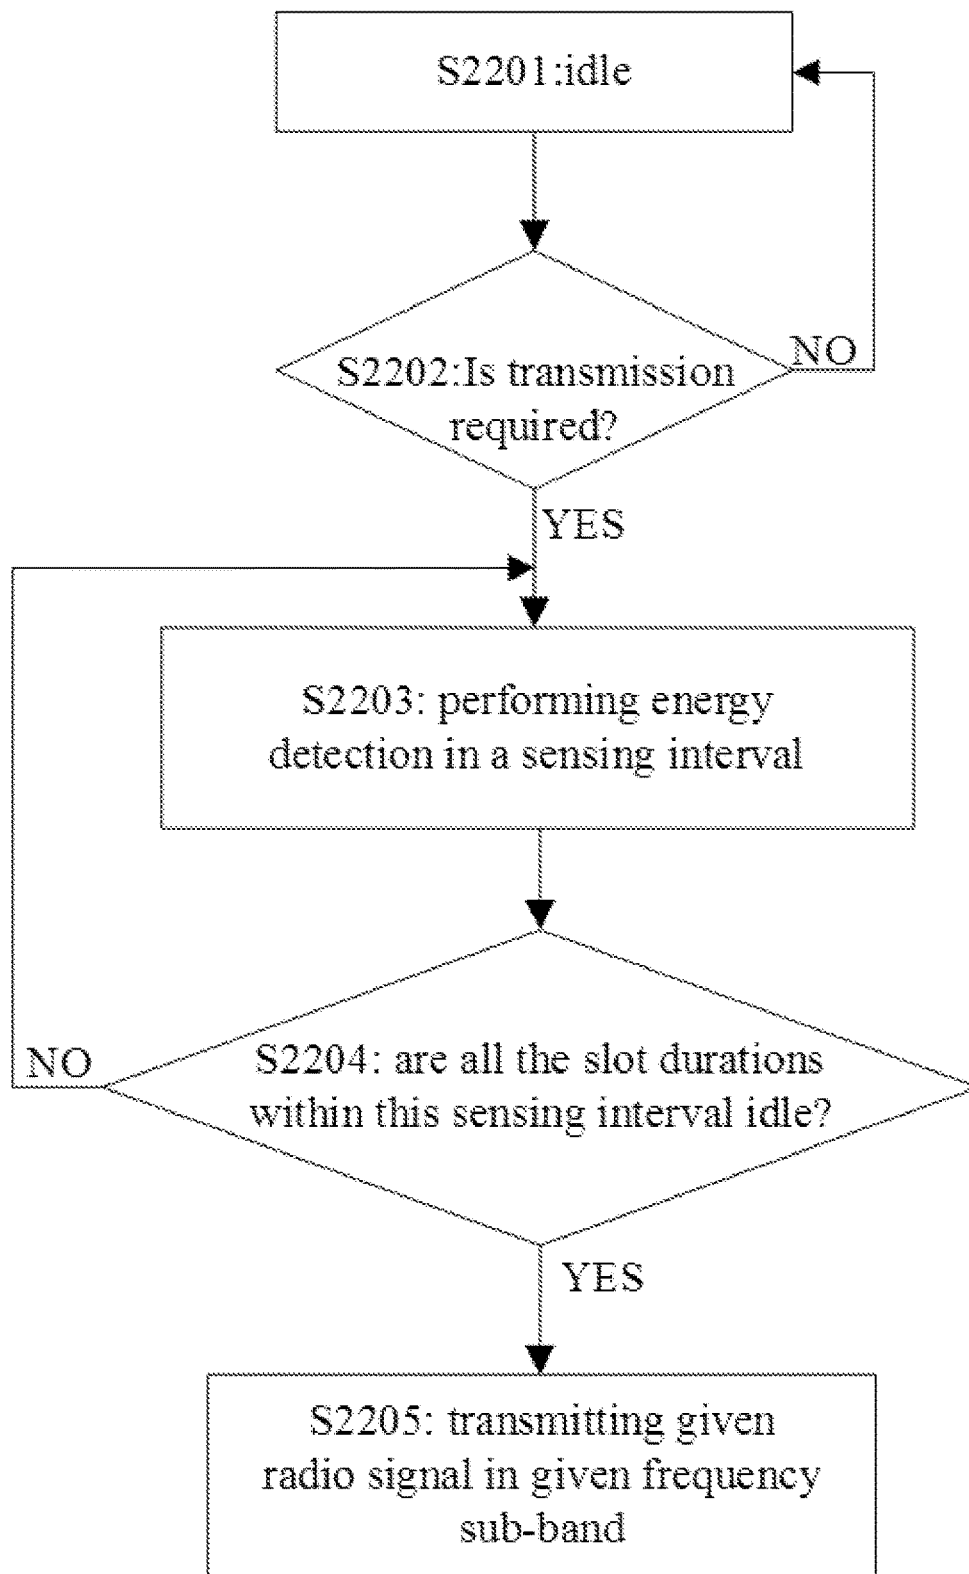 S2201:idle
S2202:Is transmission
required?
NO
YES
S2203: performing energy
detection in a sensing interval
S2204: are all the slot durations
within this sensing interval idle?
NO
YES
S2205: transmitting given
radio signal in given frequency
sub-band